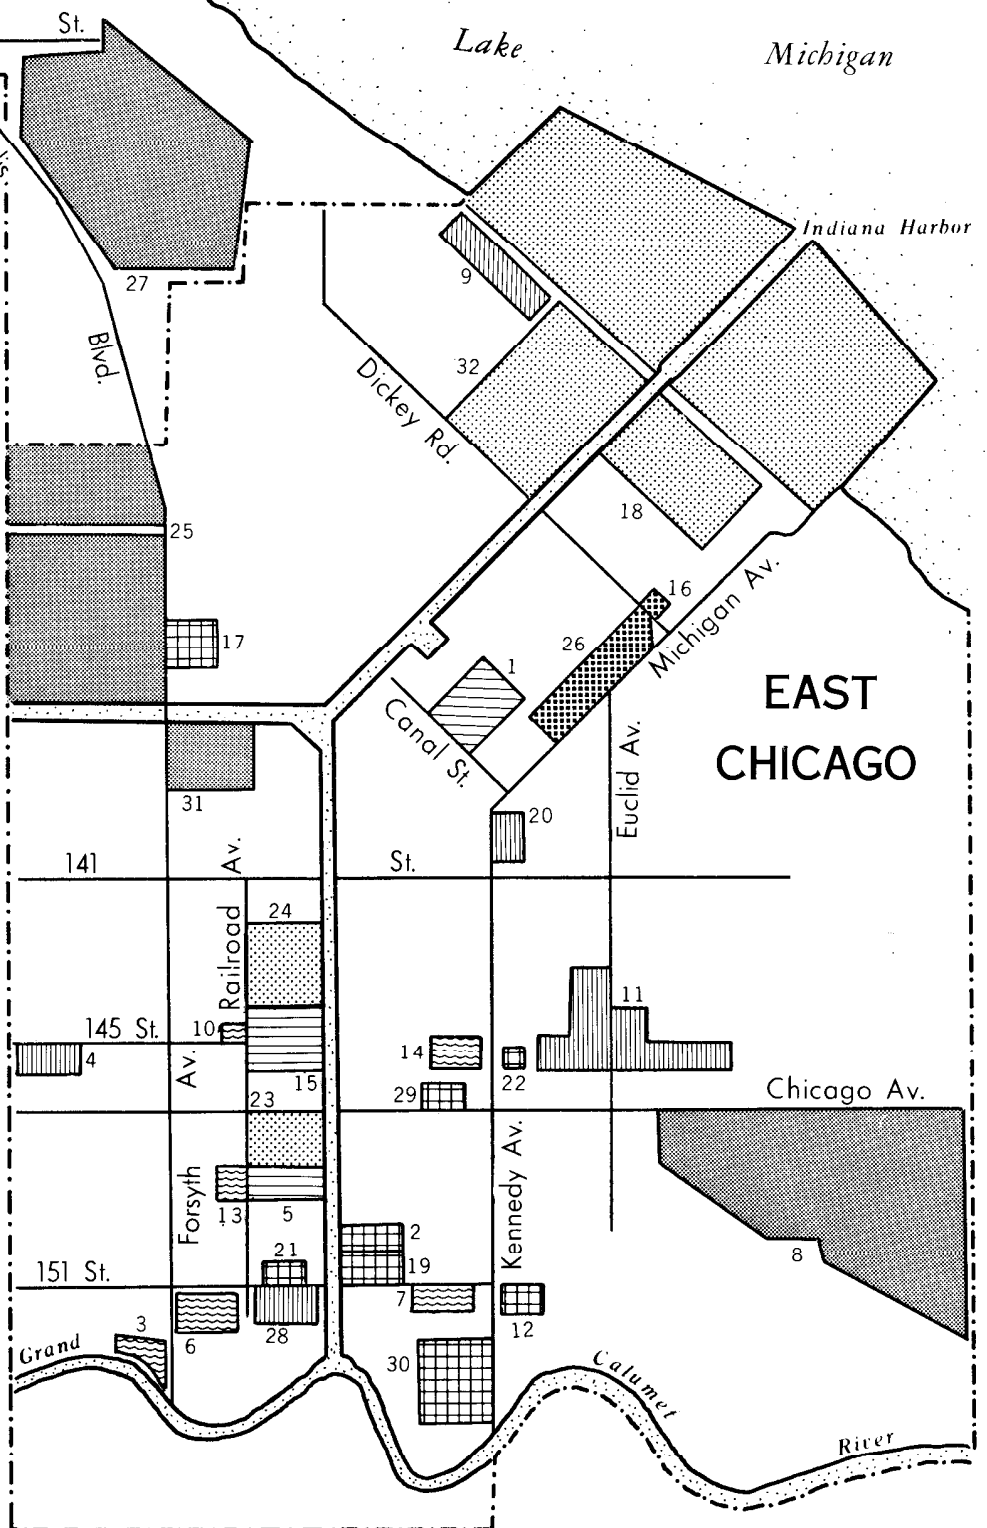 St.
Lake
Michigan
Indiana Harbor
9
27
Blvd.
32
Dickey Rd.
18
25
16
17
26
1
Michigan Av.
EAST
CHICAGO
Canal St.
Euclid Av.
31
20
141
Av.
St.
24
Railroad
11
145 St.
10
4
Av.
15
14
22
29
23
Chicago Av.
Forsyth
13
5
Kennedy Av.
2
19
8
21
151 St.
7
12
3
6
28
30
Grand
Calumet
River